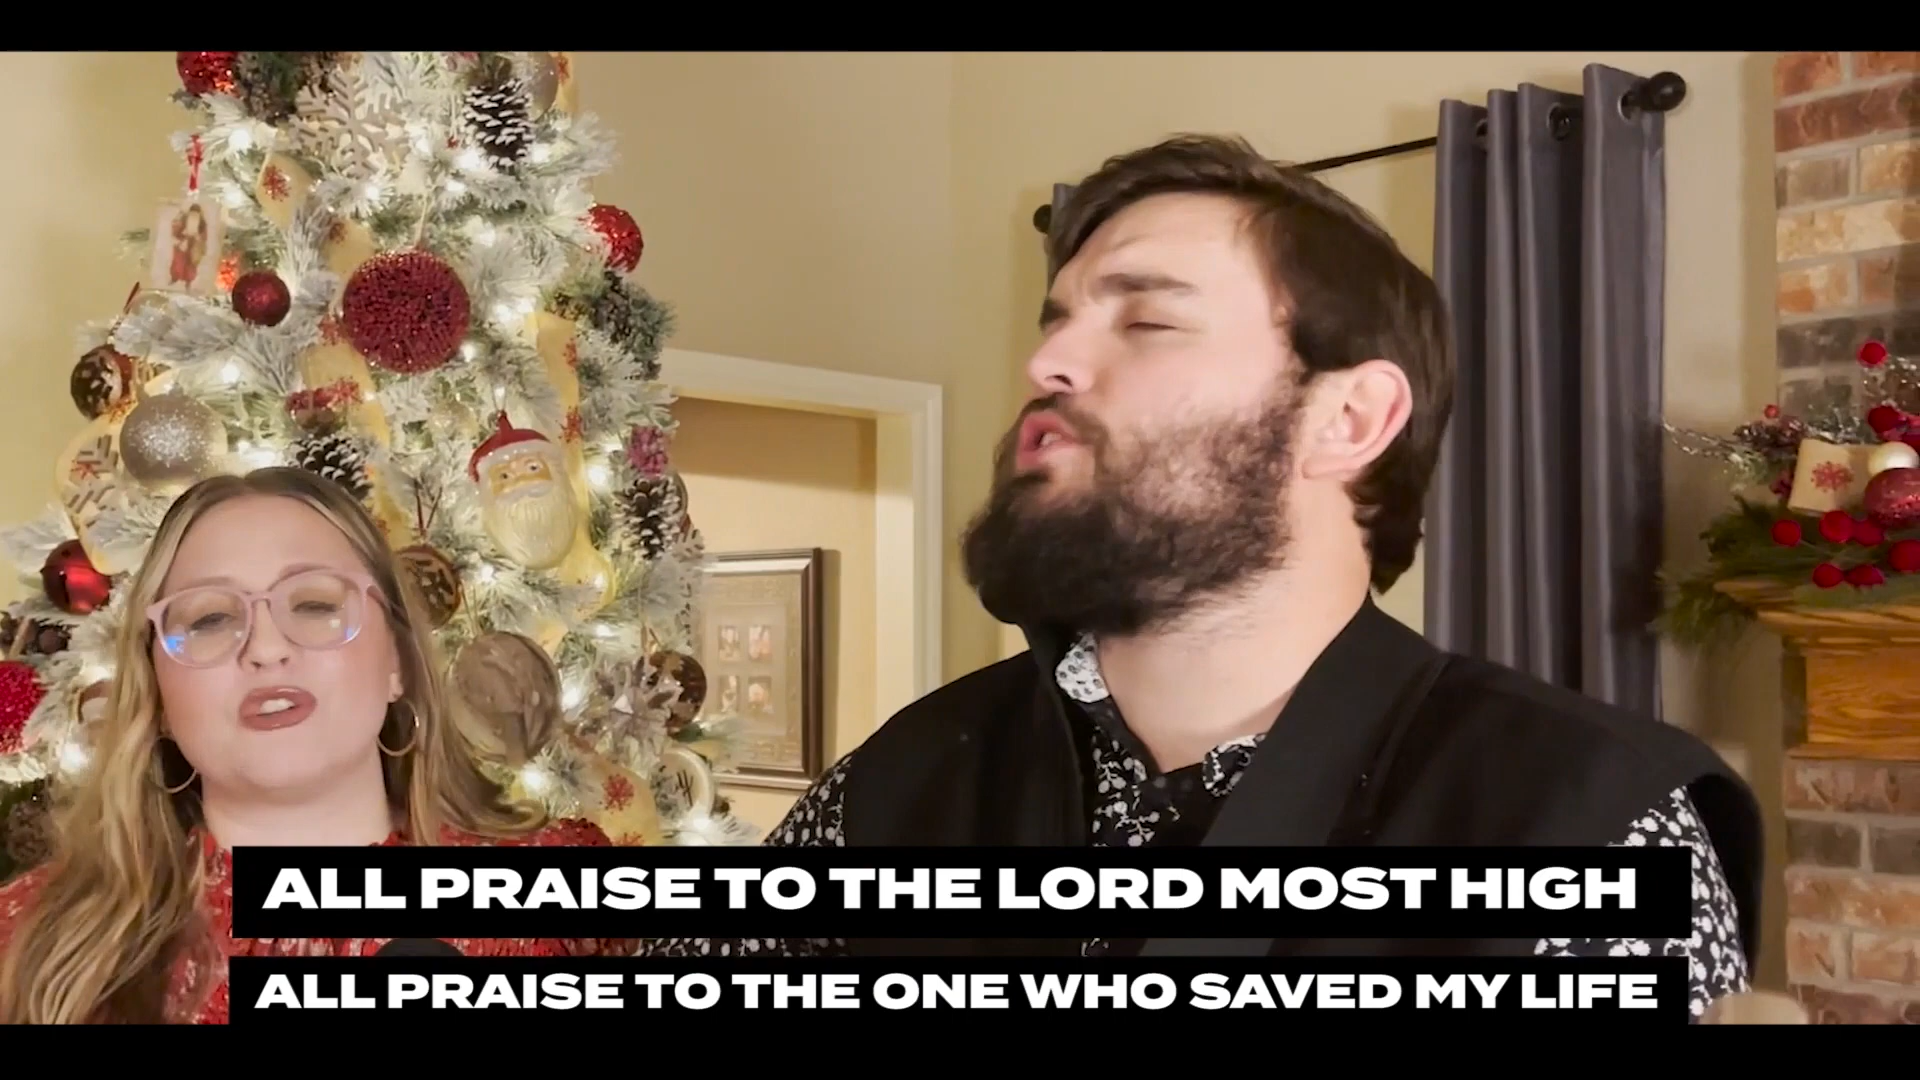 ALL PRAISE TO THE LORD MOST HIGH
ALL PRAISE TO THE ONE WHO SAVED MY LIFE